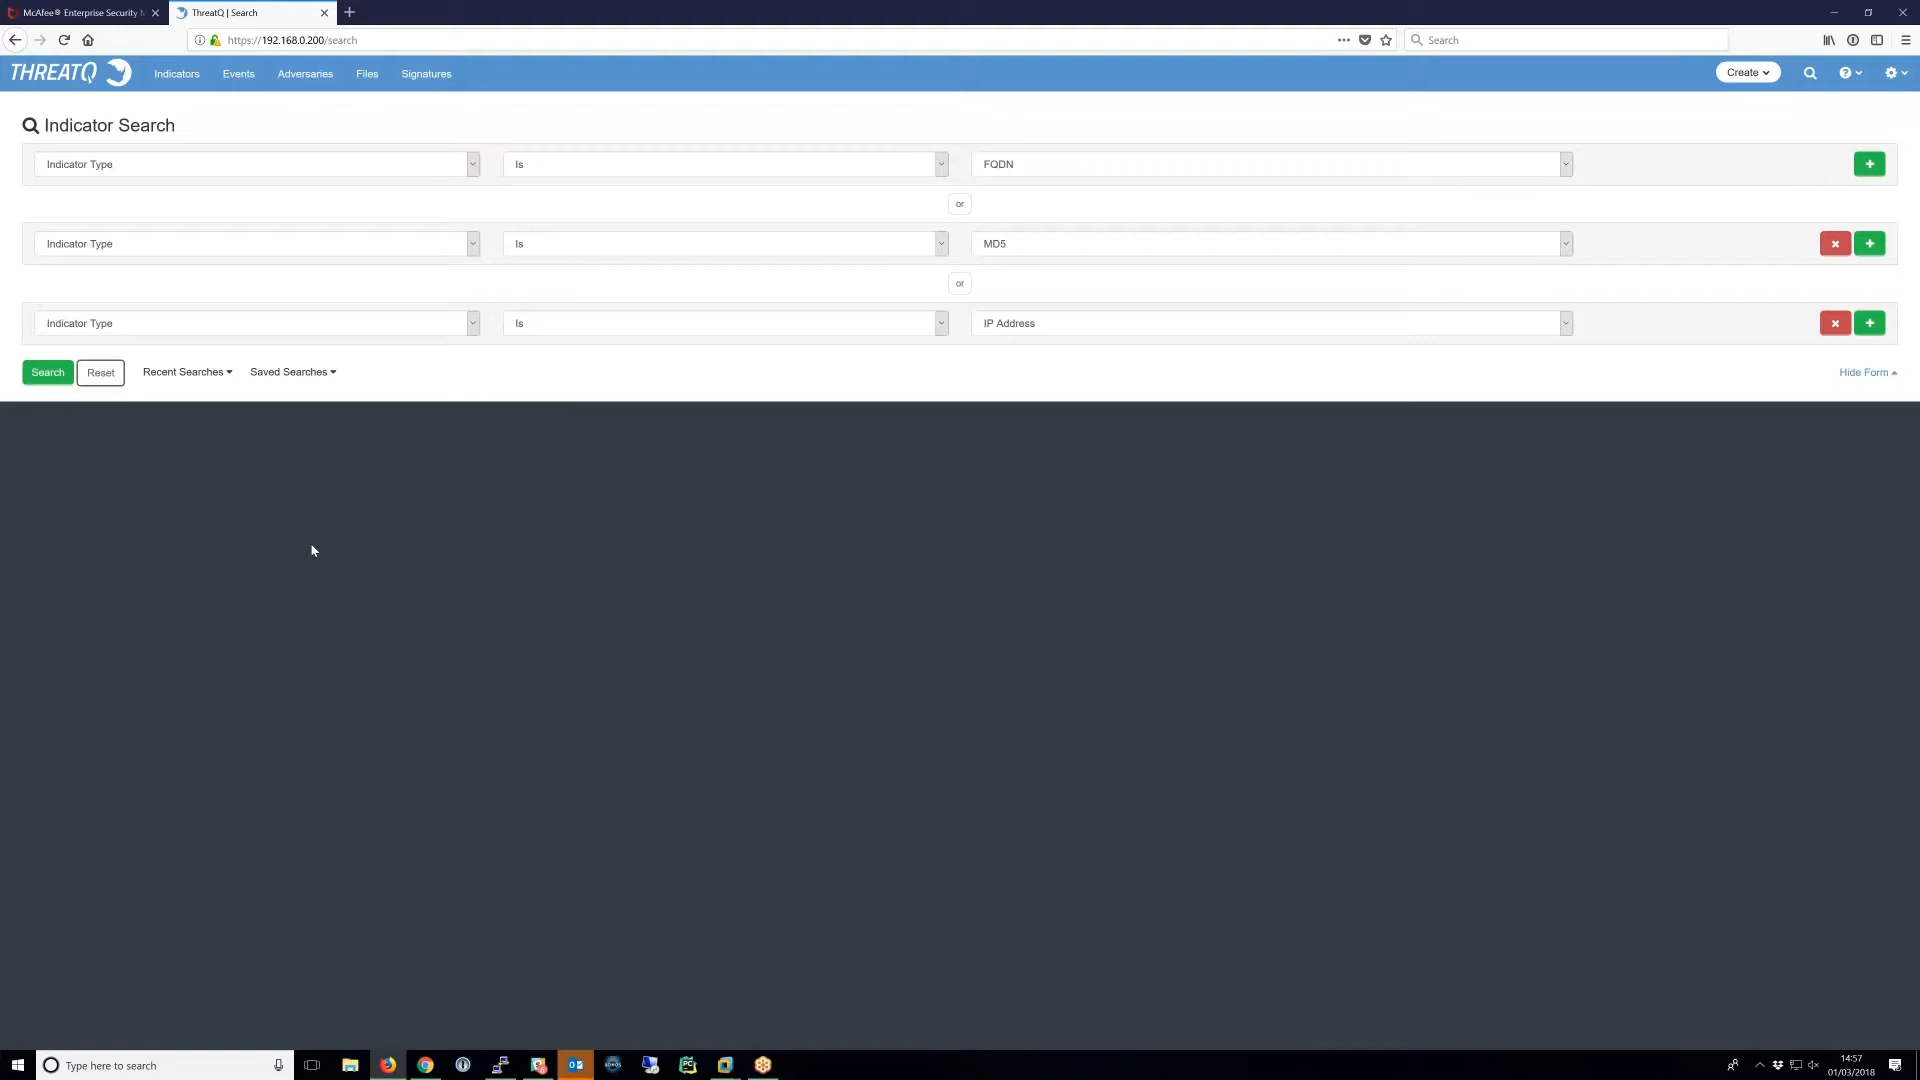 McAfee® Enterprise Security M
ThreatQ | Search
https://192.168.0.200/search
Search
THREATQ
Indicators
Events
Adversaries
Files
Signatures
Create
Indicator Search
Indicator Type
Is
FQDN
or
Indicator Type
Is
MD5
or
Indicator Type
Is
IP Address
Search
Reset
Recent Searches
Saved Searches
Hide Form
Type here to search
SONOS
PC
14:57
01/03/2018